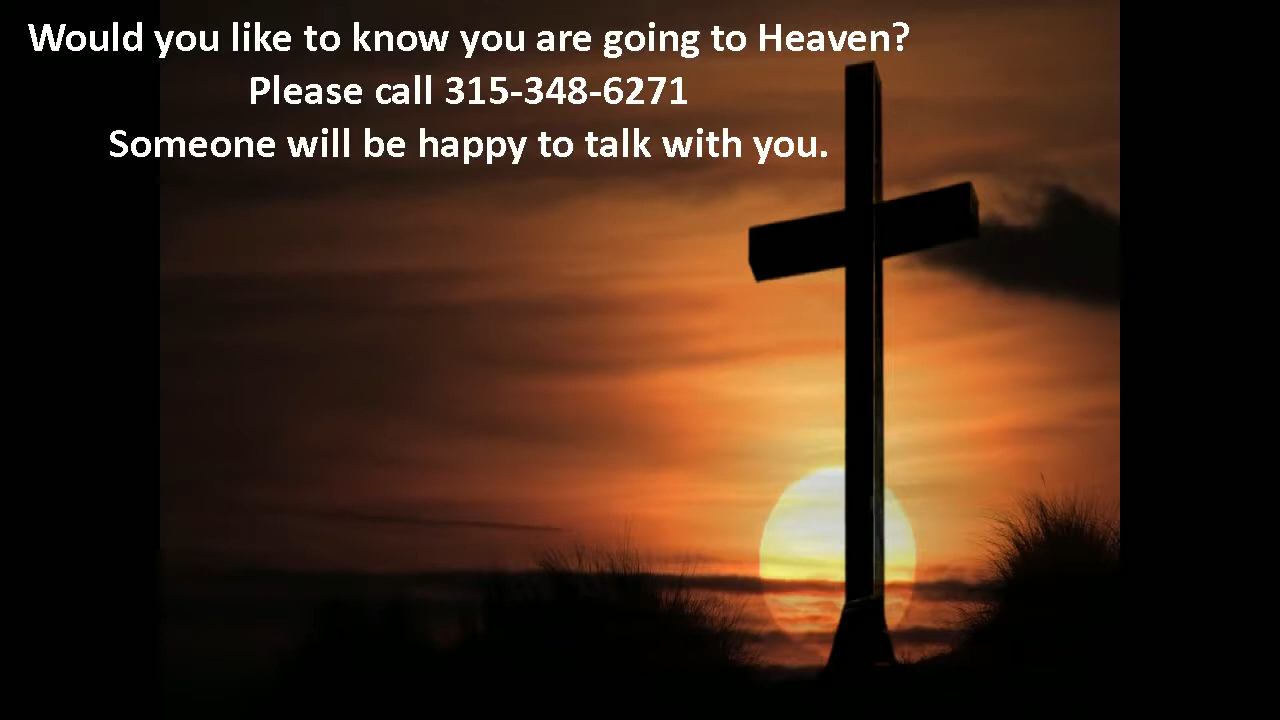 Would you like to know you are going to Heaven?
Please call 315-348-6271
Someone will be happy to talk with you.